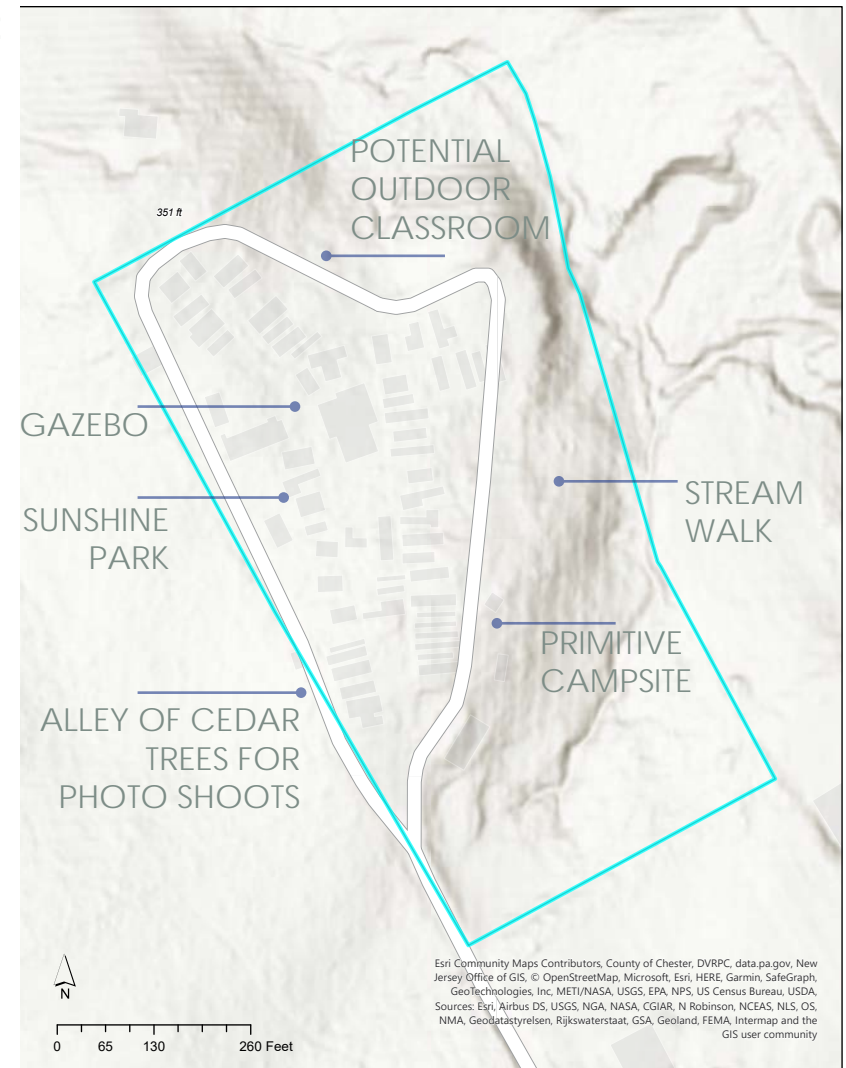 POTENTIAL
OUTDOOR
CLASSROOM
351 ft
GAZEBO
SUNSHINE
PARK
STREAM
WALK
PRIMITIVE
CAMPSITE
ALLEY OF CEDAR
TREES FOR
PHOTO SHOOTS
Esri Community Maps Contributors, County of Chester, DVRPC, data.pa.gov, New
Jersey Office of GIS, © OpenStreetMap, Microsoft, Esri, HERE, Garmin, SafeGraph,
GeoTechnologies, Inc, METI/NASA, USGS, EPA, NPS, US Census Bureau, USDA,
Sources: Esri, Airbus DS, USGS, NGA, NASA, CGIAR, N Robinson, NCEAS, NLS, OS,
NMA, Geodatastyrelsen, Rijkswaterstaat, GSA, Geoland, FEMA, Intermap and the
GIS user community
N
0 65 130 260 Feet